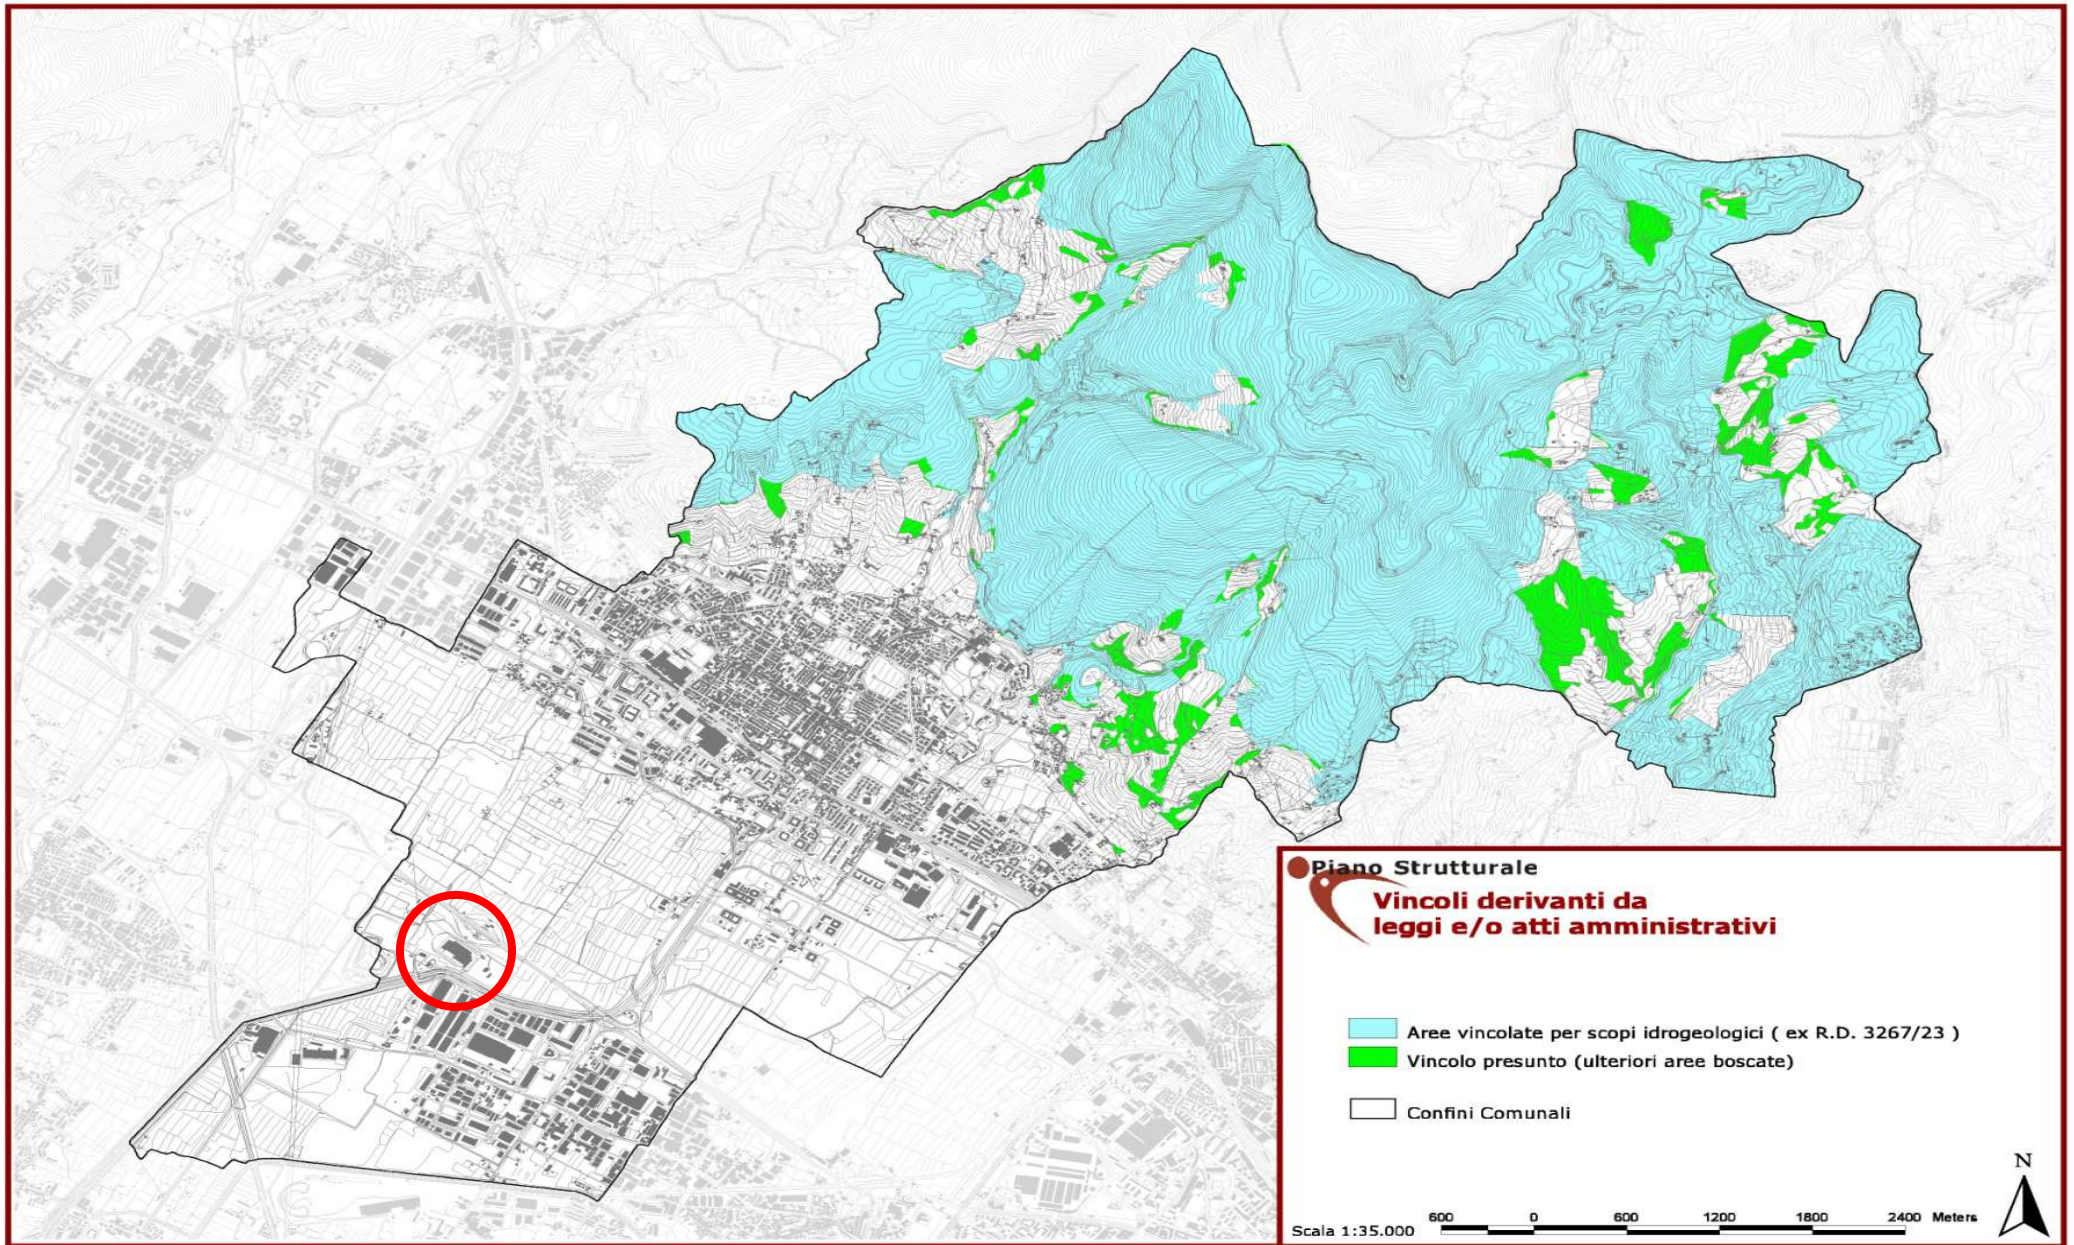 Piano Strutturale
Vincoli derivanti da
leggi e/o atti amministrativi
Aree vincolate per scopi idrogeologici ( ex R.D. 3267/23 )
Vincolo presunto (ulteriori aree boscate)
Confini Comunali
N
Scala 1:35.000
600 0 600 1200 1800 2400 Meters